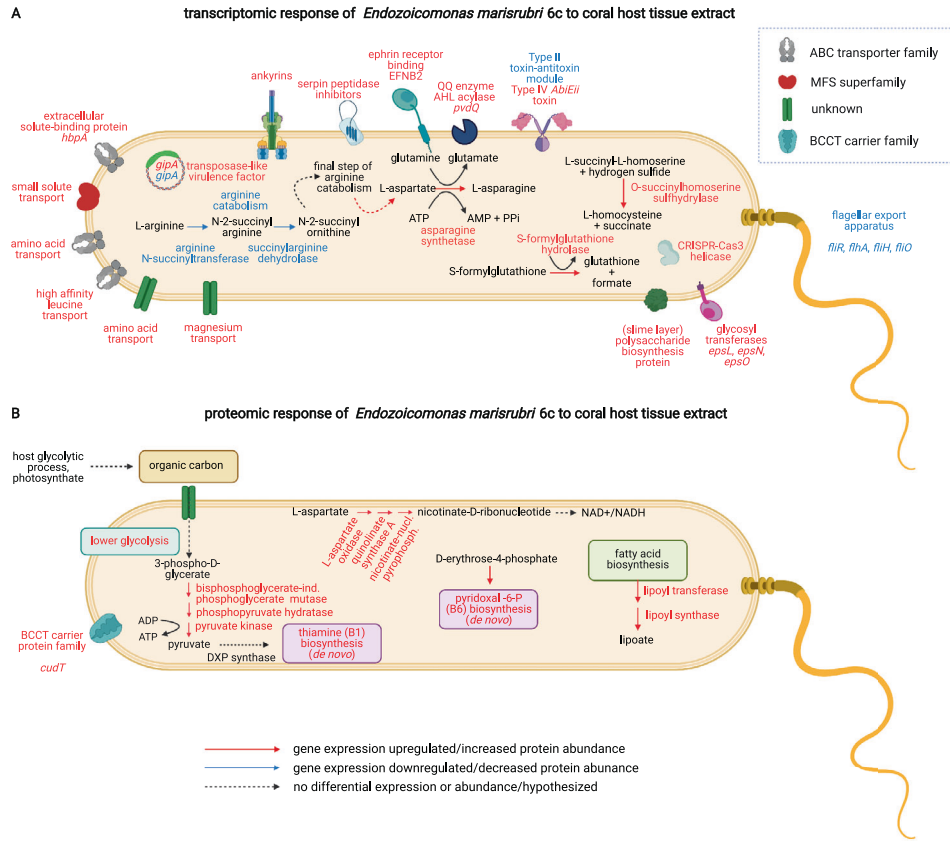 A
transcriptomic response of Endozoicomonas marisrubri 6c to coral host tissue extract
ABC transporter family
MFS superfamily
unknown
BCCT carrier family
extracellular
solute-binding protein
hbpA
small solute
transport
amino acid
transport
high affinity
leucine transport
amino acid
transport
magnesium
transport
ankyrins
serpin peptidase
inhibitors
ephrin receptor
binding
EFNB2
QQ enzyme
AHL acylase
pvdQ
Type II
toxin-antitoxin
module
Type IV AbiEii
toxin
gipA
gipA
transposase-like
virulence factor
arginine
catabolism
L-arginine
N-2-succinyl
arginine
N-2-succinyl
ornithine
arginine
N-succinyltransferase
succinylarginine
dehydrolase
final step of
arginine
catabolism
glutamine
glutamate
L-aspartate
L-asparagine
ATP
AMP + PPi
asparagine
synthetase
L-succinyl-L-homoserine
+ hydrogen sulfide
O-succinylhomoserine
sulfhydrylase
L-homocysteine
+ succinate
S-formylglutathione
hydrolase
S-formylglutathione
glutathione
+
formate
CRISPR-Cas3
helicase
(slime layer)
polysaccharide
biosynthesis
protein
glycosyl
transferases
epsL, epsN,
epsO
flagellar export
apparatus
fliR, flhA, fliH, fliO
B
proteomic response of Endozoicomonas marisrubri 6c to coral host tissue extract
host glycolytic
process,
photosynthate
organic carbon
lower glycolysis
3-phospho-D-
glycerate
bisphosphoglycerate-ind.
phosphoglycerate mutase
phosphopyruvate hydratase
pyruvate kinase
ADP
ATP
pyruvate
DXP synthase
thiamine (B1)
biosynthesis
(de novo)
BCCT carrier
protein family
cudT
L-aspartate
L-aspartate
oxidase
quinolinate
synthase A
nicotinate-nucl.
pyrophosph.
nicotinate-D-ribonucleotide
NAD+/NADH
D-erythrose-4-phosphate
pyridoxal -6-P
(B6) biosynthesis
(de novo)
fatty acid
biosynthesis
lipoyl transferase
lipoyl synthase
lipoate
gene expression upregulated/increased protein abundance
gene expression downregulated/decreased protein abunance
no differential expression or abundance/hypothesized